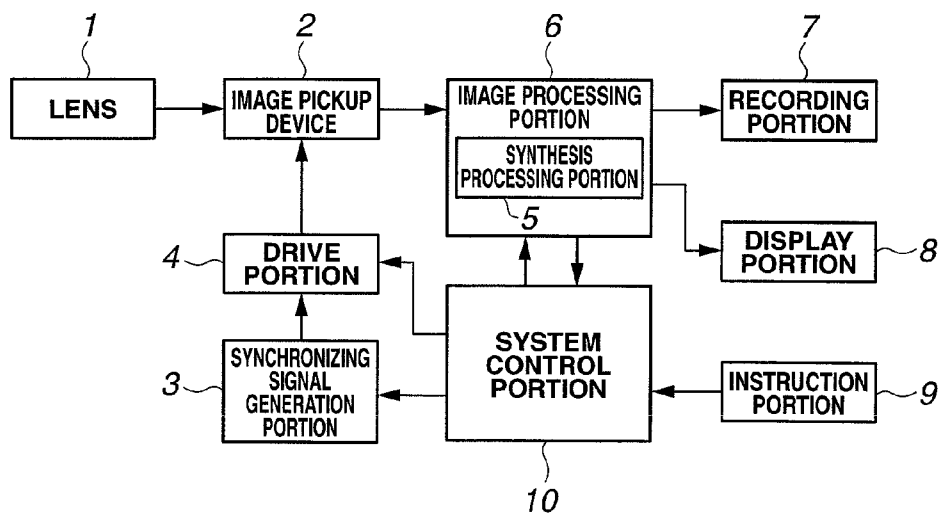 1
2
6
7
LENS
IMAGE PICKUP
DEVICE
IMAGE PROCESSING
PORTION
RECORDING
PORTION
SYNTHESIS
PROCESSING PORTION
5
4
DRIVE
PORTION
DISPLAY
PORTION
8
3
SYNCHRONIZING
SIGNAL
GENERATION
PORTION
SYSTEM
CONTROL
PORTION
INSTRUCTION
PORTION
9
10